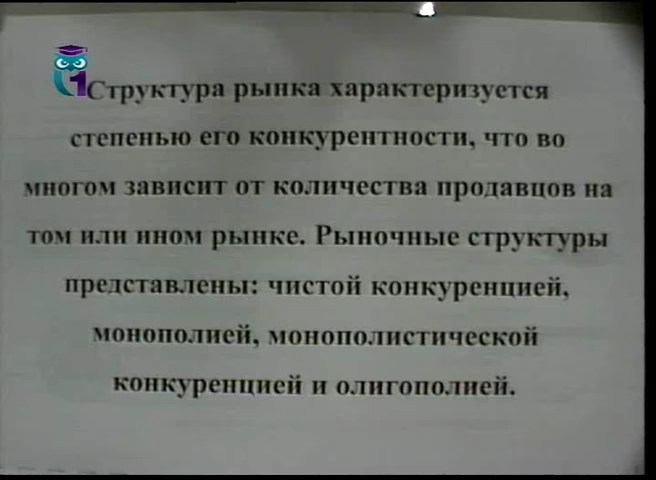 1
Структура рынка характеризуется
степенью его конкурентности, что во
многом зависит от количества продавцов на
том или ином рынке. Рыночные структуры
представлены: чистой конкуренцией,
монополией, монополистической
конкуренцией и олигополией.